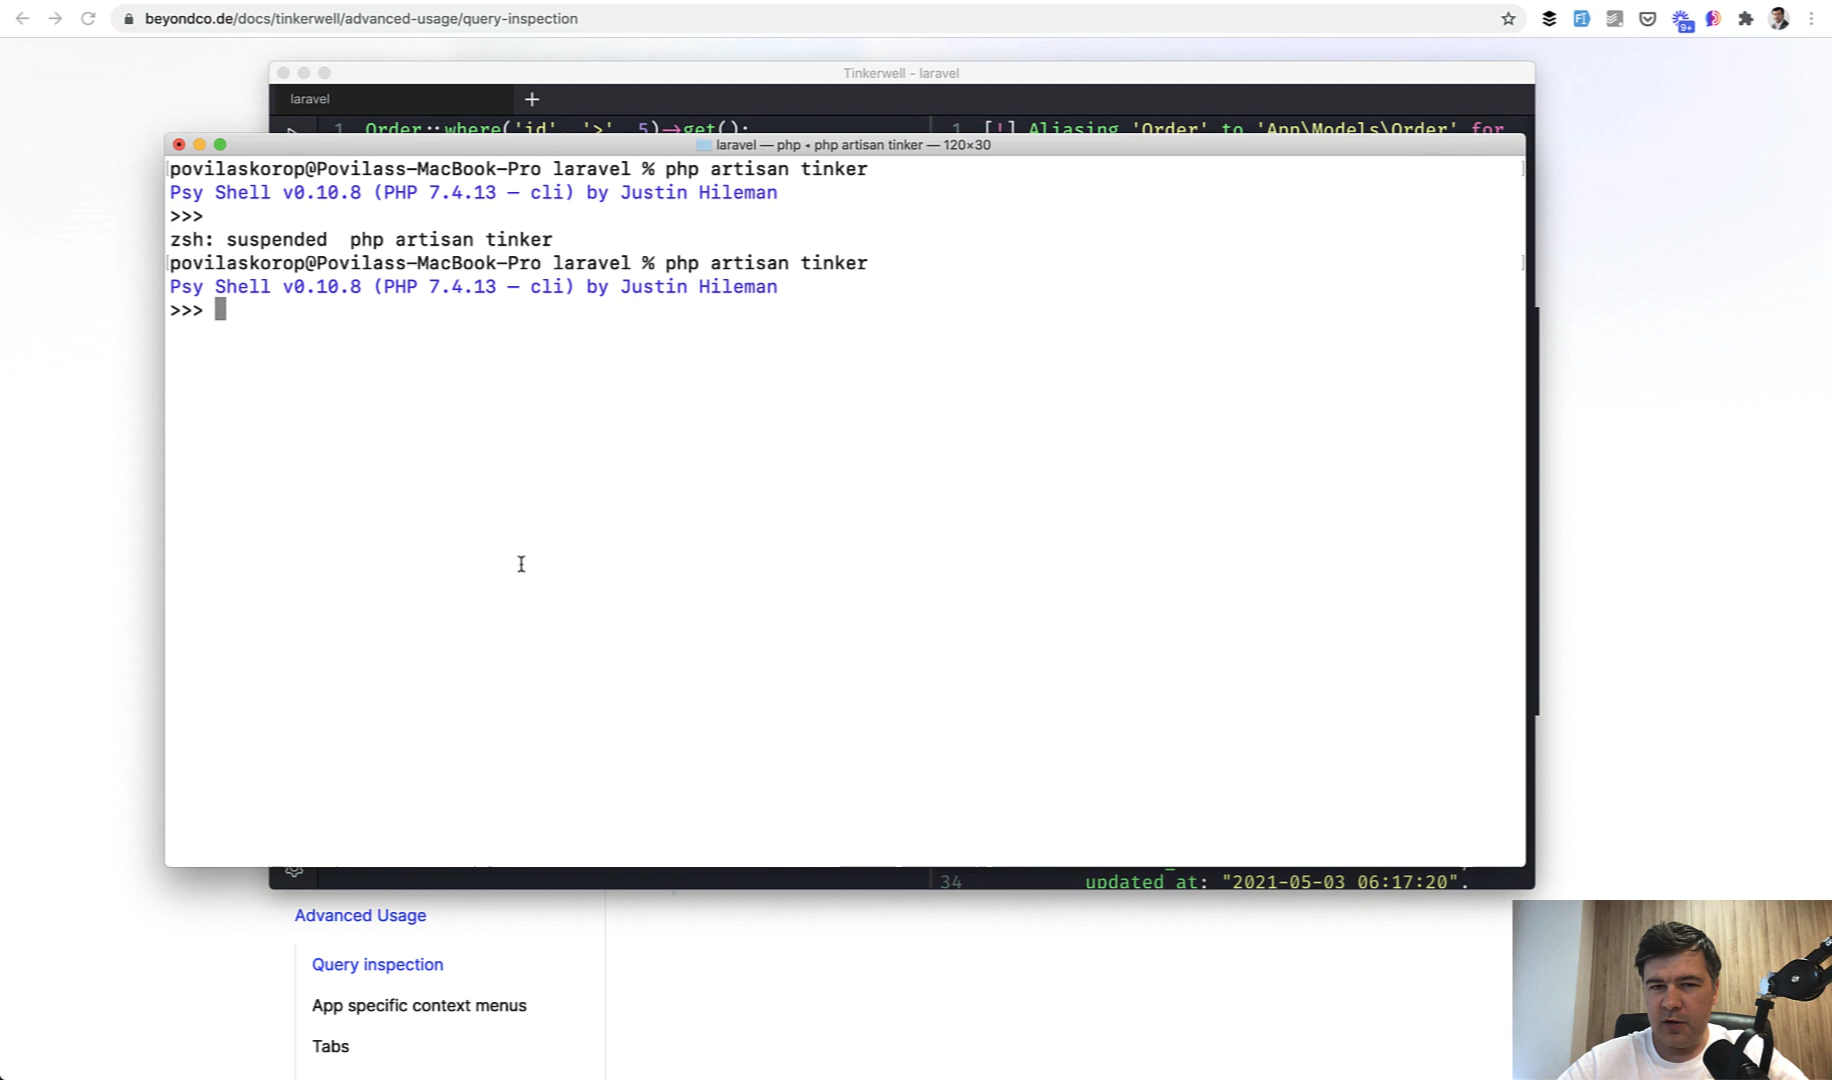 beyondco.de/docs/tinkerwell/advanced-usage/query-inspection
9+
Tinkerwell - laravel
laravel
+
1 Order::where('id', '>', 5)→get();
1 [!] Aliasing 'Order' to 'App\Models\Order' for
laravel — php ◂ php artisan tinker — 120×30
povilaskorop@Povilass-MacBook-Pro laravel % php artisan tinker
Psy Shell v0.10.8 (PHP 7.4.13 — cli) by Justin Hileman
>>>
zsh: suspended  php artisan tinker
povilaskorop@Povilass-MacBook-Pro laravel % php artisan tinker
Psy Shell v0.10.8 (PHP 7.4.13 — cli) by Justin Hileman
>>>
34 updated_at: "2021-05-03 06:17:20",
Advanced Usage
Query inspection
App specific context menus
Tabs